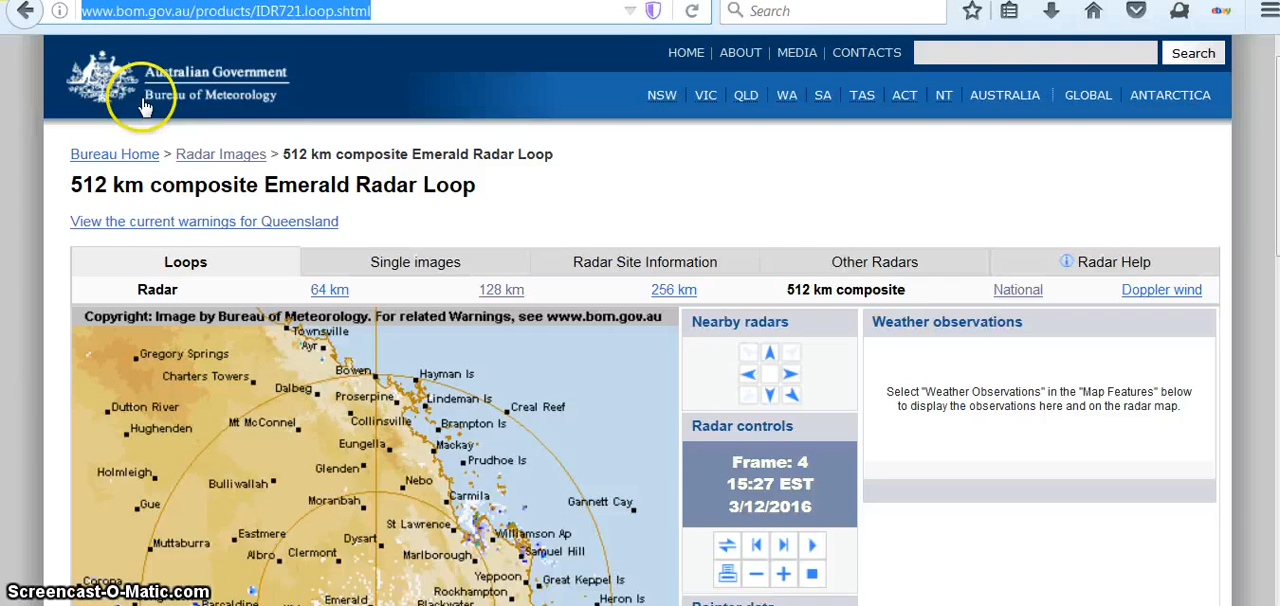 www.bom.gov.au/products/IDR721.loop.shtml
Search
ebay
Australian Government
Bureau of Meteorology
HOME | ABOUT | MEDIA | CONTACTS
Search
NSW | VIC | QLD | WA | SA | TAS | ACT | NT | AUSTRALIA | GLOBAL | ANTARCTICA
Bureau Home > Radar Images > 512 km composite Emerald Radar Loop
512 km composite Emerald Radar Loop
View the current warnings for Queensland
Loops
Single images
Radar Site Information
Other Radars
Radar Help
Radar
64 km
128 km
256 km
512 km composite
National
Doppler wind
Copyright: Image by Bureau of Meteorology. For related Warnings, see www.bom.gov.au
Townsville
Ayr
Gregory Springs
Charters Towers
Bowen
Hayman Is
Dalbeg
Proserpine
Lindeman Is
Creal Reef
Dutton River
Hughenden
Mt McConnel
Collinsville
Brampton Is
Eungella
Mackay
Prudhoe Is
Holmleigh
Glenden
Bulliwallah
Nebo
Carmila
Gannett Cay
Gue
Moranbah
St Lawrence
Williamson Ap
Eastmere
Muttaburra
Dysart
Samuel Hill
Albro
Clermont
Marlborough
Yeppoon
Great Keppel Is
Corona
Rockhampton
Heron Is
Barcaldine
Emerald
Blackwater
Nearby radars
Radar controls
Frame: 4
15:27 EST
3/12/2016
Pointer data
Weather observations
Select "Weather Observations" in the "Map Features" below
to display the observations here and on the radar map.
Screencast-O-Matic.com